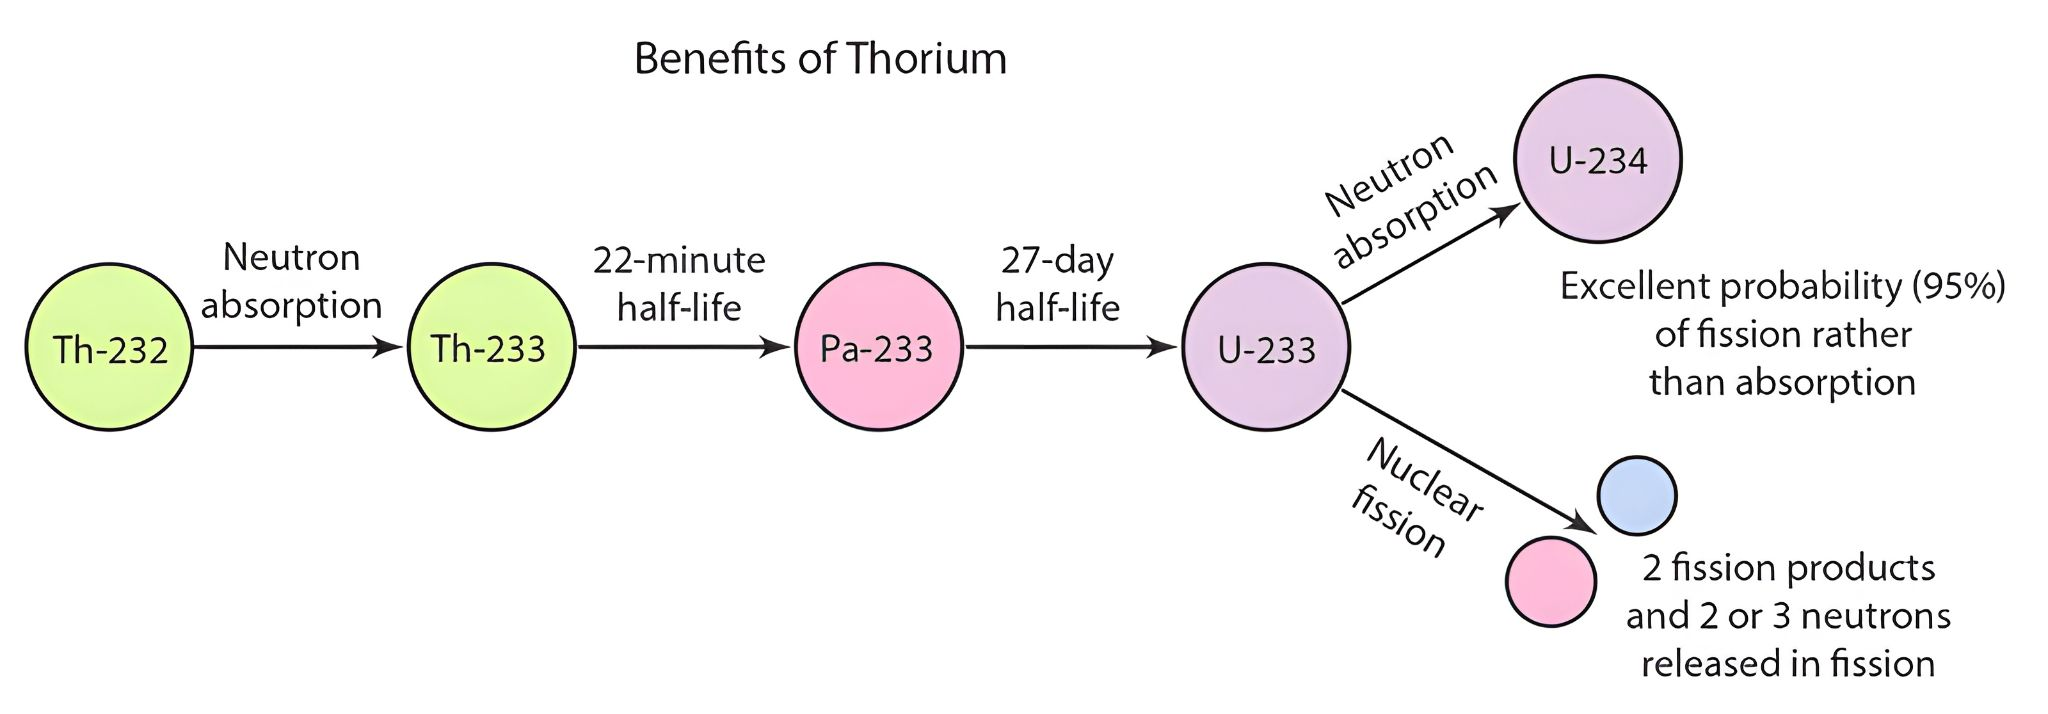 Benefits of Thorium
Th-232
Neutron
absorption
Th-233
22-minute
half-life
Pa-233
27-day
half-life
U-233
Neutron
absorption
U-234
Excellent probability (95%)
of fission rather
than absorption
Nuclear
fission
2 fission products
and 2 or 3 neutrons
released in fission